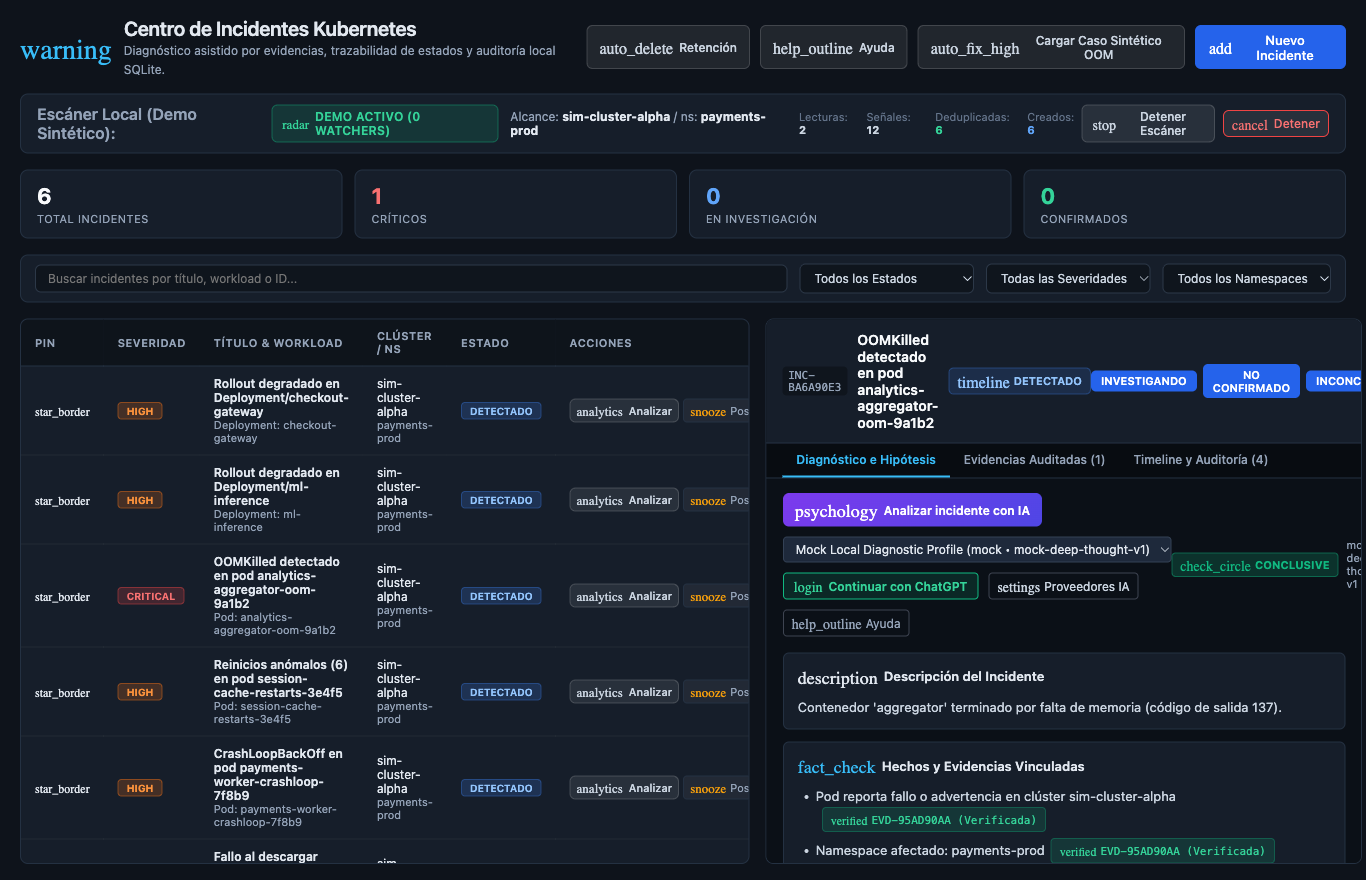 warning
Centro de Incidentes Kubernetes
Diagnóstico asistido por evidencias, trazabilidad de estados y auditoría local
SQLite.
auto_delete Retención
help_outline Ayuda
auto_fix_high Cargar Caso Sintético
OOM
add Nuevo
Incidente
Escáner Local (Demo
Sintético):
radar DEMO ACTIVO (0
WATCHERS)
Alcance: sim-cluster-alpha / ns: payments-
prod
Lecturas:
2
Señales:
12
Deduplicadas:
6
Creados:
6
stop Detener
Escáner
cancel Detener
6
TOTAL INCIDENTES
1
CRÍTICOS
0
EN INVESTIGACIÓN
0
CONFIRMADOS
Buscar incidentes por título, workload o ID...
Todos los Estados
Todas las Severidades
Todos los Namespaces
PIN
SEVERIDAD
TÍTULO & WORKLOAD
CLÚSTER
/ NS
ESTADO
ACCIONES
star_border
HIGH
Rollout degradado en
Deployment/checkout-
gateway
Deployment: checkout-
gateway
sim-
cluster-
alpha
payments-
prod
DETECTADO
analytics Analizar
snooze Pos
star_border
HIGH
Rollout degradado en
Deployment/ml-
inference
Deployment: ml-
inference
sim-
cluster-
alpha
payments-
prod
DETECTADO
analytics Analizar
snooze Pos
star_border
CRITICAL
OOMKilled detectado
en pod analytics-
aggregator-oom-
9a1b2
Pod: analytics-
aggregator-oom-9a1b2
sim-
cluster-
alpha
payments-
prod
DETECTADO
analytics Analizar
snooze Pos
star_border
HIGH
Reinicios anómalos (6)
en pod session-
cache-restarts-3e4f5
Pod: session-cache-
restarts-3e4f5
sim-
cluster-
alpha
payments-
prod
DETECTADO
analytics Analizar
snooze Pos
star_border
HIGH
CrashLoopBackOff en
pod payments-
worker-crashloop-
7f8b9
Pod: payments-worker-
crashloop-7f8b9
sim-
cluster-
alpha
payments-
prod
DETECTADO
analytics Analizar
snooze Pos
Fallo al descargar
sim-
INC-
BA6A90E3
OOMKilled
detectado
en pod
analytics-
aggregator-
oom-9a1b2
timeline DETECTADO
INVESTIGANDO
NO
CONFIRMADO
INCONC
Diagnóstico e Hipótesis
Evidencias Auditadas (1)
Timeline y Auditoría (4)
psychology Analizar incidente con IA
Mock Local Diagnostic Profile (mock • mock-deep-thought-v1)
login Continuar con ChatGPT
settings Proveedores IA
help_outline Ayuda
check_circle CONCLUSIVE
mo
dee
tho
v1
description Descripción del Incidente
Contenedor 'aggregator' terminado por falta de memoria (código de salida 137).
fact_check Hechos y Evidencias Vinculadas
• Pod reporta fallo o advertencia en clúster sim-cluster-alpha
verified EVD-95AD90AA (Verificada)
• Namespace afectado: payments-prod verified EVD-95AD90AA (Verificada)